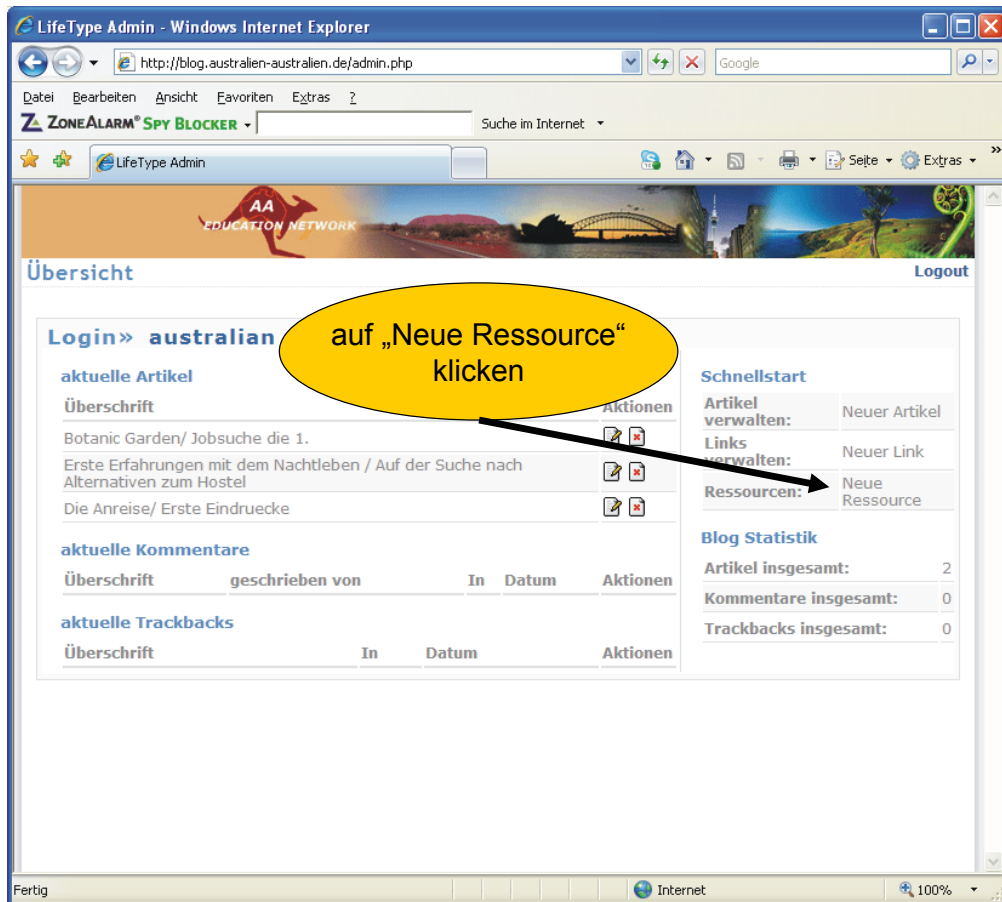 LifeType Admin - Windows Internet Explorer
http://blog.australien-australien.de/admin.php
Google
Datei Bearbeiten Ansicht Favoriten Extras ?
ZONEALARM® SPY BLOCKER
Suche im Internet
LifeType Admin
Seite
Extras
»
AA
EDUCATION NETWORK
Übersicht
Logout
auf „Neue Ressource“
klicken
Login» australian
aktuelle Artikel
Überschrift Aktionen
Botanic Garden/ Jobsuche die 1.
Erste Erfahrungen mit dem Nachtleben / Auf der Suche nach
Alternativen zum Hostel
Die Anreise/ Erste Eindruecke
aktuelle Kommentare
Überschrift geschrieben von In Datum Aktionen
aktuelle Trackbacks
Überschrift In Datum Aktionen
Schnellstart
Artikel
verwalten: Neuer Artikel
Links
verwalten: Neuer Link
Ressourcen: Neue
Ressource
Blog Statistik
Artikel insgesamt: 2
Kommentare insgesamt: 0
Trackbacks insgesamt: 0
Fertig
Internet
100%